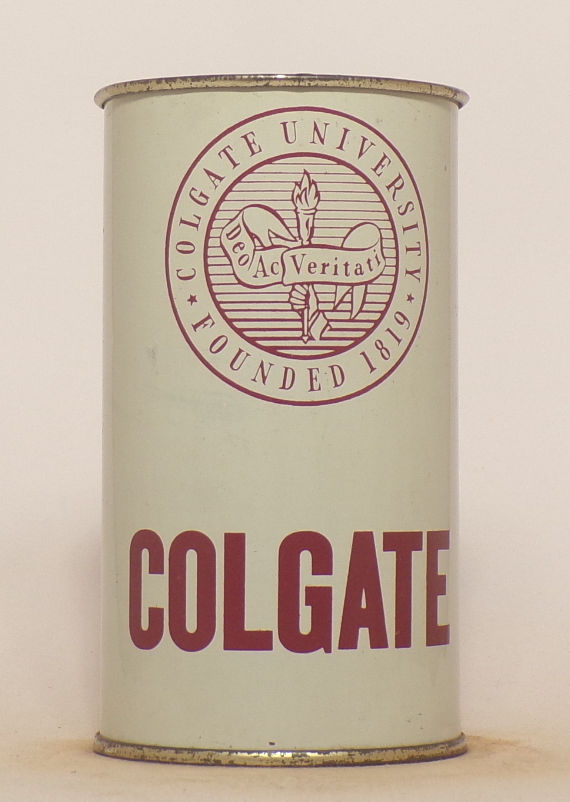 COLGATE UNIVERSITY
Deo Ac Veritati
FOUNDED 1819
COLGATE